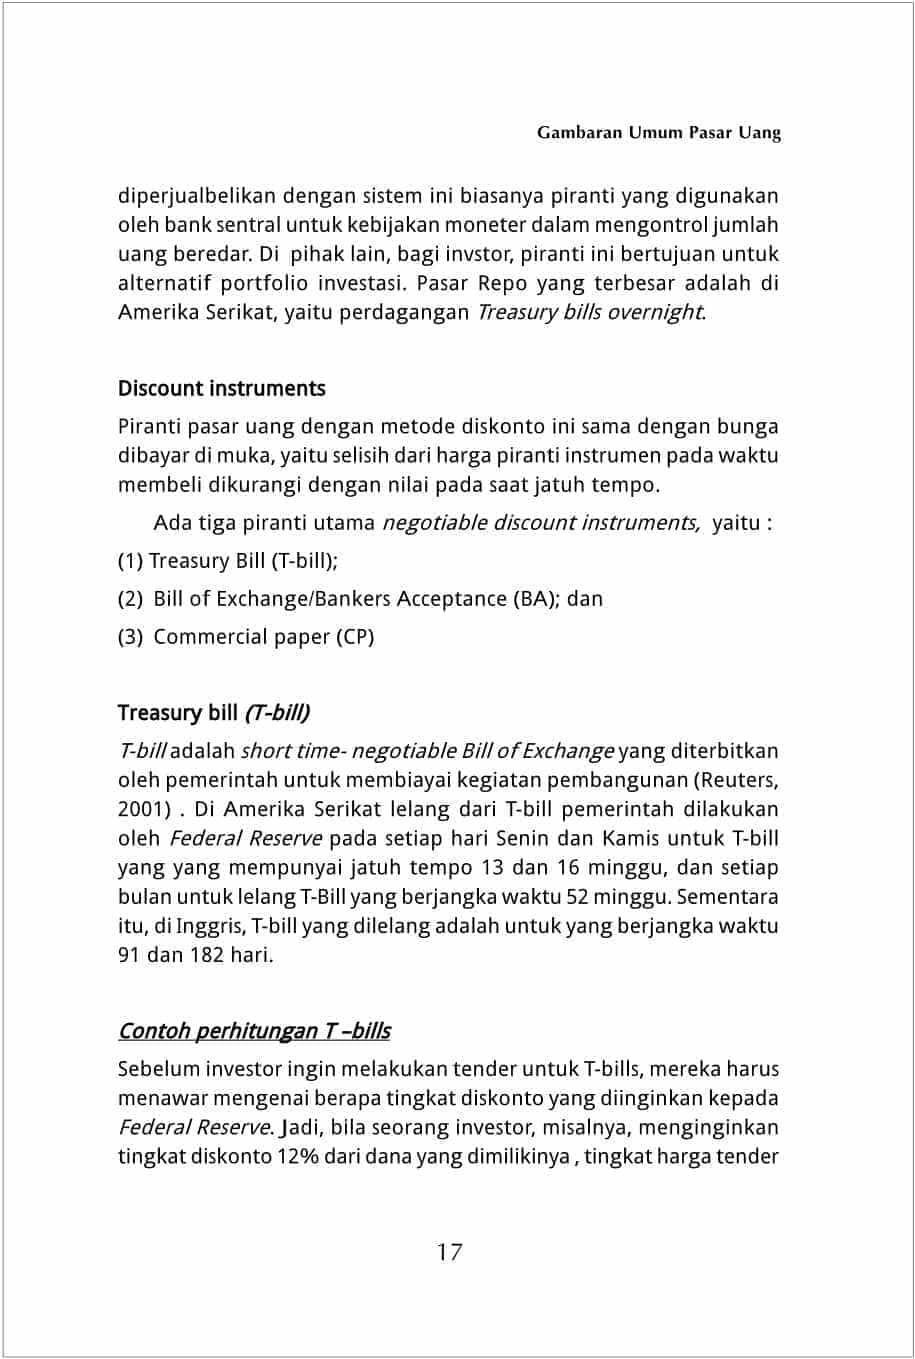 Gambaran Umum Pasar Uang
diperjualbelikan dengan sistem ini biasanya piranti yang digunakan
oleh bank sentral untuk kebijakan moneter dalam mengontrol jumlah
uang beredar. Di pihak lain, bagi invstor, piranti ini bertujuan untuk
alternatif portfolio investasi. Pasar Repo yang terbesar adalah di
Amerika Serikat, yaitu perdagangan Treasury bills overnight.
Discount instruments
Piranti pasar uang dengan metode diskonto ini sama dengan bunga
dibayar di muka, yaitu selisih dari harga piranti instrumen pada waktu
membeli dikurangi dengan nilai pada saat jatuh tempo.
Ada tiga piranti utama negotiable discount instruments, yaitu :
(1) Treasury Bill (T-bill);
(2) Bill of Exchange/Bankers Acceptance (BA); dan
(3) Commercial paper (CP)
Treasury bill (T-bill)
T-bill adalah short time- negotiable Bill of Exchange yang diterbitkan
oleh pemerintah untuk membiayai kegiatan pembangunan (Reuters,
2001) . Di Amerika Serikat lelang dari T-bill pemerintah dilakukan
oleh Federal Reserve pada setiap hari Senin dan Kamis untuk T-bill
yang yang mempunyai jatuh tempo 13 dan 16 minggu, dan setiap
bulan untuk lelang T-Bill yang berjangka waktu 52 minggu. Sementara
itu, di Inggris, T-bill yang dilelang adalah untuk yang berjangka waktu
91 dan 182 hari.
Contoh perhitungan T –bills
Sebelum investor ingin melakukan tender untuk T-bills, mereka harus
menawar mengenai berapa tingkat diskonto yang diinginkan kepada
Federal Reserve. Jadi, bila seorang investor, misalnya, menginginkan
tingkat diskonto 12% dari dana yang dimilikinya , tingkat harga tender
17